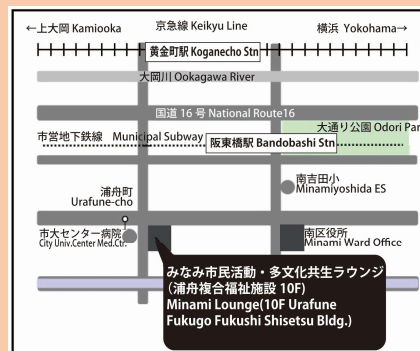 ←上大岡 Kamiooka 京急線 Keikyu Line 横浜 Yokohama→
黄金町駅 Koganecho Stn
大岡川 Ookagawa River
国道 16 号 National Route16
大通り公園 Odori Par
市営地下鉄線 Municipal Subway 阪東橋駅 Bandobashi Stn
南吉田小
Minamiyoshida ES
浦舟町
Urafune-cho
市大センター病院
City Univ.Center Med.Ctr.
南区役所
Minami Ward Office
みなみ市民活動・多文化共生ラウンジ
（浦舟複合福祉施設 10F)
Minami Lounge(10F Urafune
Fukugo Fukushi Shisetsu Bldg.)